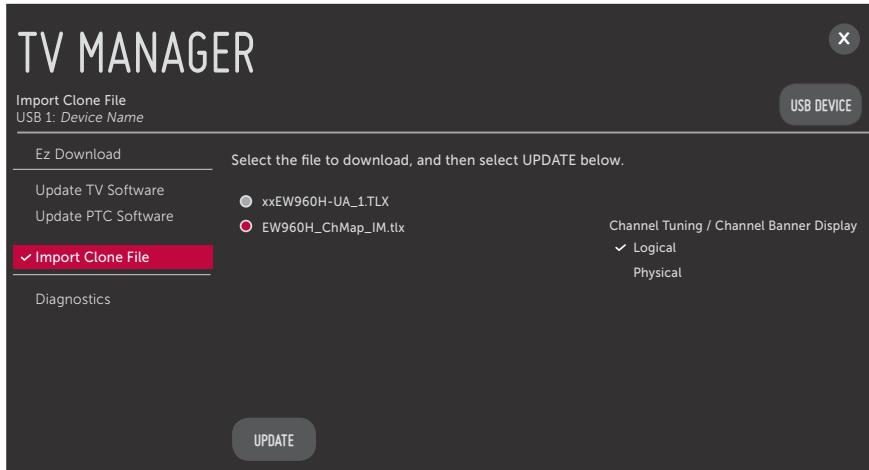 TV MANAGER
X
Import Clone File
USB 1: Device Name
USB DEVICE
Ez Download
Update TV Software
Update PTC Software
Import Clone File
Diagnostics
Select the file to download, and then select UPDATE below.
xxEW960H-UA_1.TLX
EW960H_ChMap_IM.tlx
Channel Tuning / Channel Banner Display
Logical
Physical
UPDATE